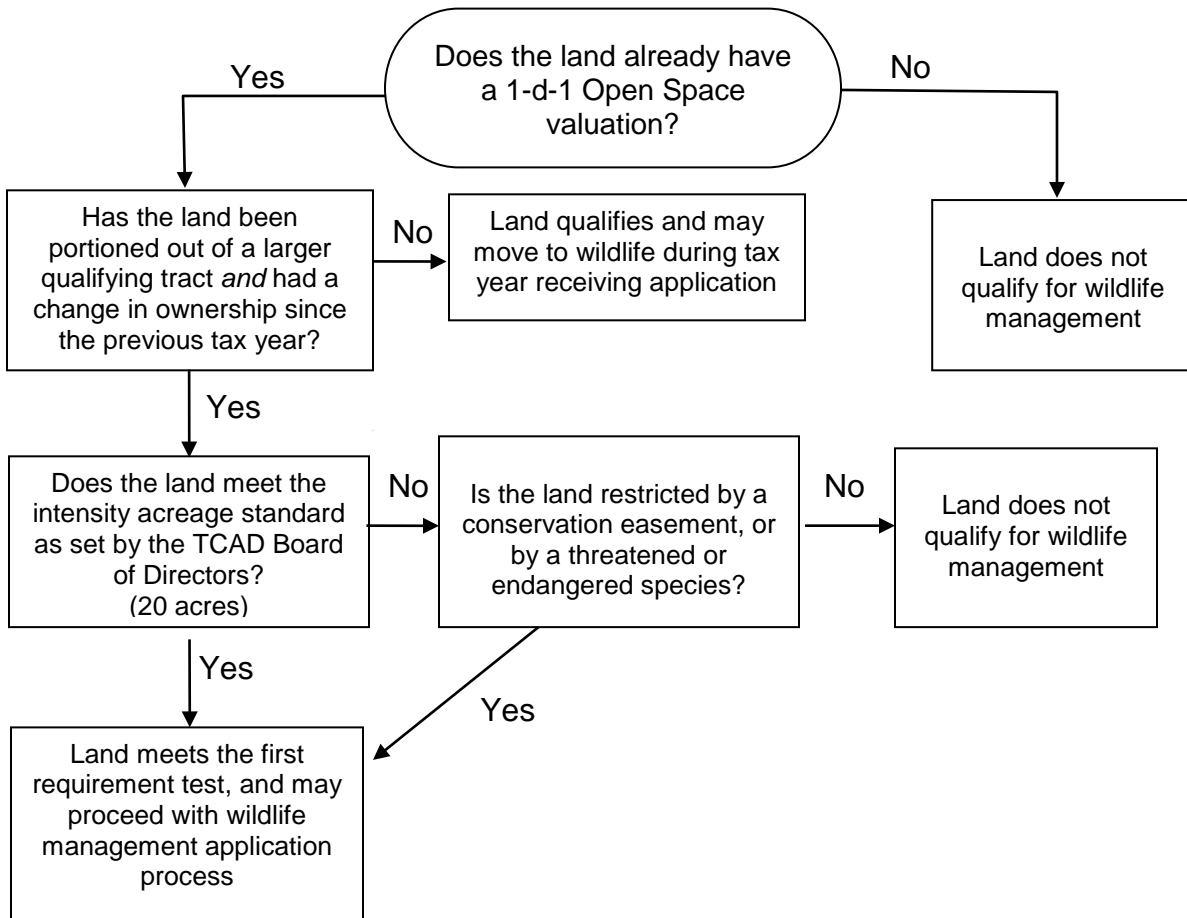 Does the land already have
a 1-d-1 Open Space
valuation?
Yes
No
Has the land been
portioned out of a larger
qualifying tract and had a
change in ownership since
the previous tax year?
No
Land qualifies and may
move to wildlife during tax
year receiving application
Land does not
qualify for wildlife
management
Yes
Does the land meet the
intensity acreage standard
as set by the TCAD Board
of Directors?
(20 acres)
No
Is the land restricted by a
conservation easement, or
by a threatened or
endangered species?
No
Land does not
qualify for wildlife
management
Yes
Yes
Land meets the first
requirement test, and may
proceed with wildlife
management application
process